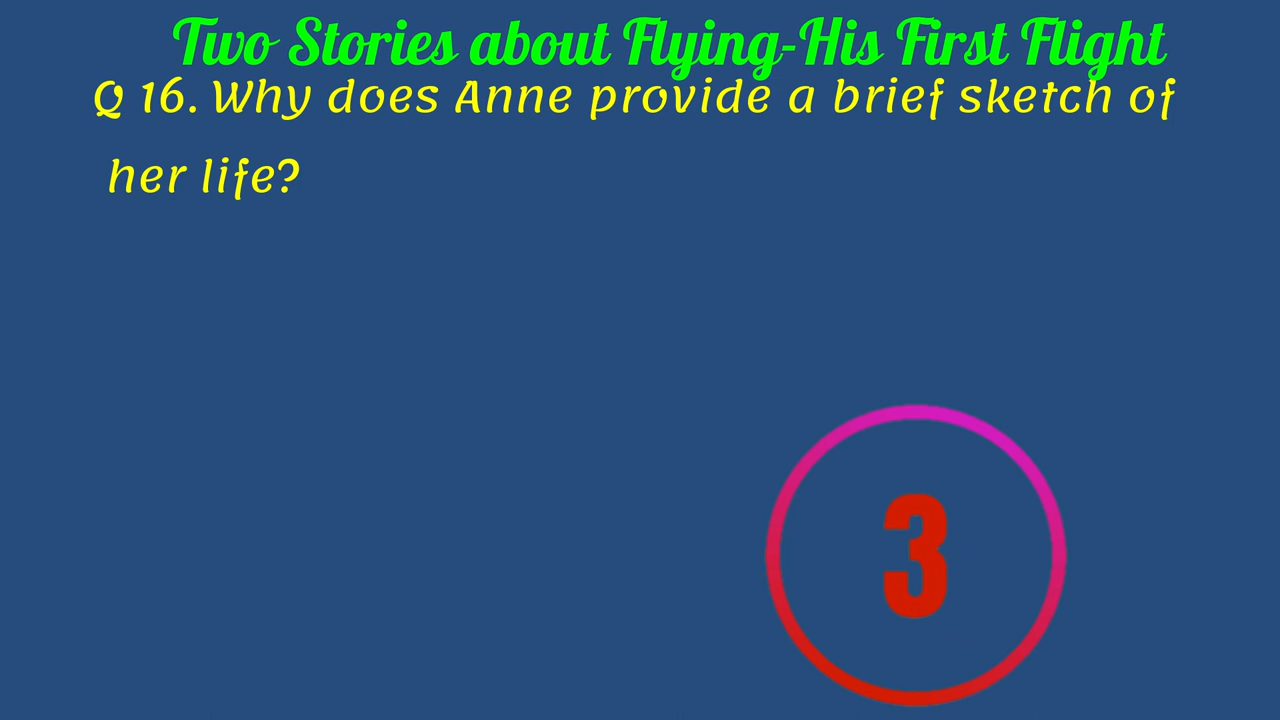 Two Stories about Flying-His First Flight
Q 16. Why does Anne provide a brief sketch of
her life?
3